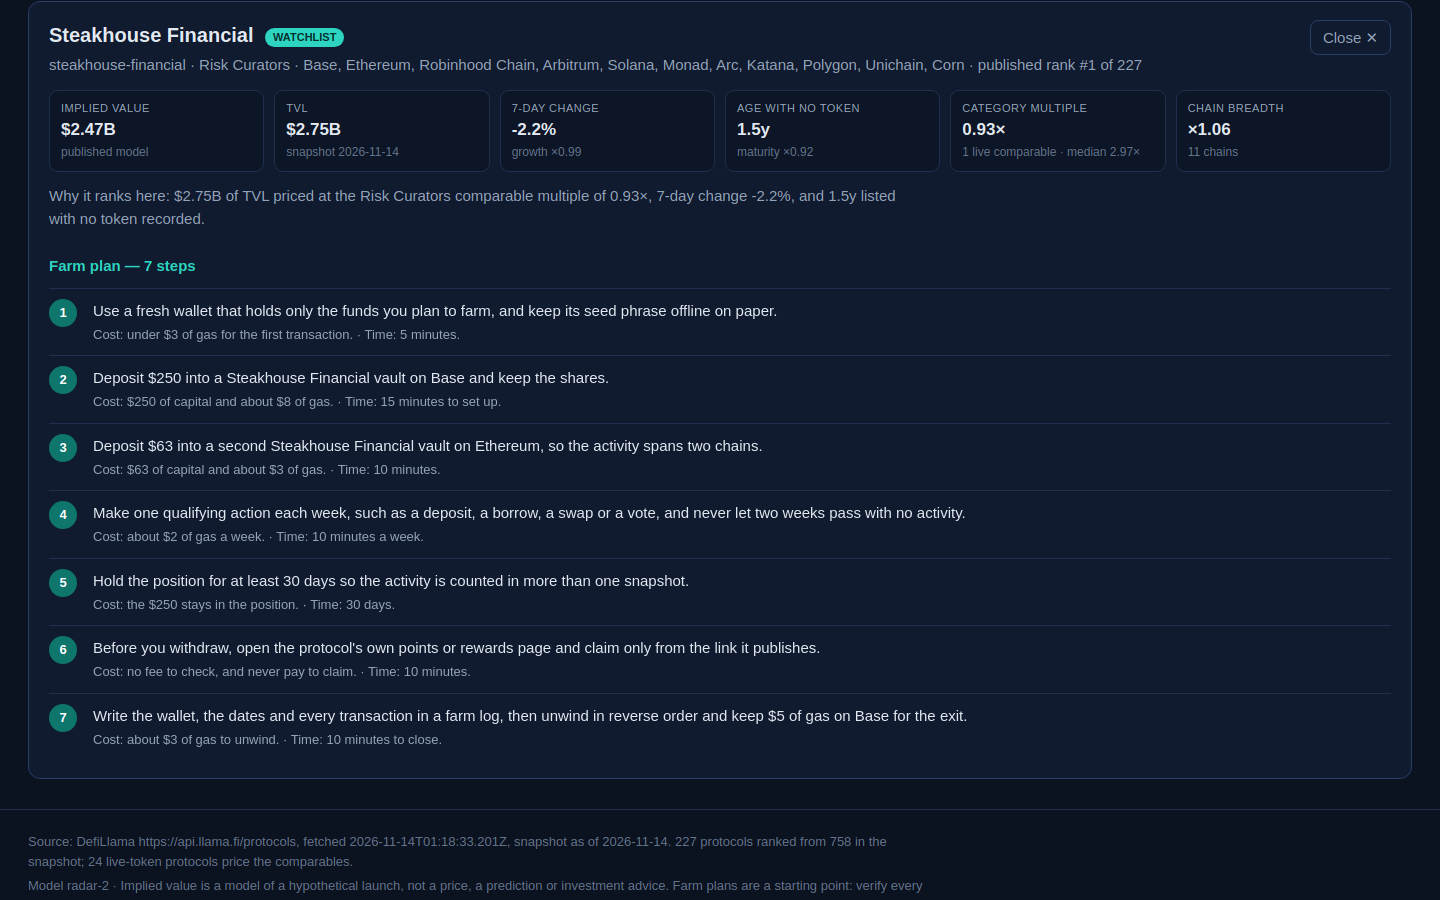 Steakhouse Financial WATCHLIST
Close ✕
steakhouse-financial · Risk Curators · Base, Ethereum, Robinhood Chain, Arbitrum, Solana, Monad, Arc, Katana, Polygon, Unichain, Corn · published rank #1 of 227
IMPLIED VALUE
$2.47B
published model
TVL
$2.75B
snapshot 2026-11-14
7-DAY CHANGE
-2.2%
growth ×0.99
AGE WITH NO TOKEN
1.5y
maturity ×0.92
CATEGORY MULTIPLE
0.93×
1 live comparable · median 2.97×
CHAIN BREADTH
×1.06
11 chains
Why it ranks here: $2.75B of TVL priced at the Risk Curators comparable multiple of 0.93×, 7-day change -2.2%, and 1.5y listed
with no token recorded.
Farm plan — 7 steps
1
Use a fresh wallet that holds only the funds you plan to farm, and keep its seed phrase offline on paper.
Cost: under $3 of gas for the first transaction. · Time: 5 minutes.
2
Deposit $250 into a Steakhouse Financial vault on Base and keep the shares.
Cost: $250 of capital and about $8 of gas. · Time: 15 minutes to set up.
3
Deposit $63 into a second Steakhouse Financial vault on Ethereum, so the activity spans two chains.
Cost: $63 of capital and about $3 of gas. · Time: 10 minutes.
4
Make one qualifying action each week, such as a deposit, a borrow, a swap or a vote, and never let two weeks pass with no activity.
Cost: about $2 of gas a week. · Time: 10 minutes a week.
5
Hold the position for at least 30 days so the activity is counted in more than one snapshot.
Cost: the $250 stays in the position. · Time: 30 days.
6
Before you withdraw, open the protocol's own points or rewards page and claim only from the link it publishes.
Cost: no fee to check, and never pay to claim. · Time: 10 minutes.
7
Write the wallet, the dates and every transaction in a farm log, then unwind in reverse order and keep $5 of gas on Base for the exit.
Cost: about $3 of gas to unwind. · Time: 10 minutes to close.
Source: DefiLlama https://api.llama.fi/protocols, fetched 2026-11-14T01:18:33.201Z, snapshot as of 2026-11-14. 227 protocols ranked from 758 in the
snapshot; 24 live-token protocols price the comparables.
Model radar-2 · Implied value is a model of a hypothetical launch, not a price, a prediction or investment advice. Farm plans are a starting point: verify every